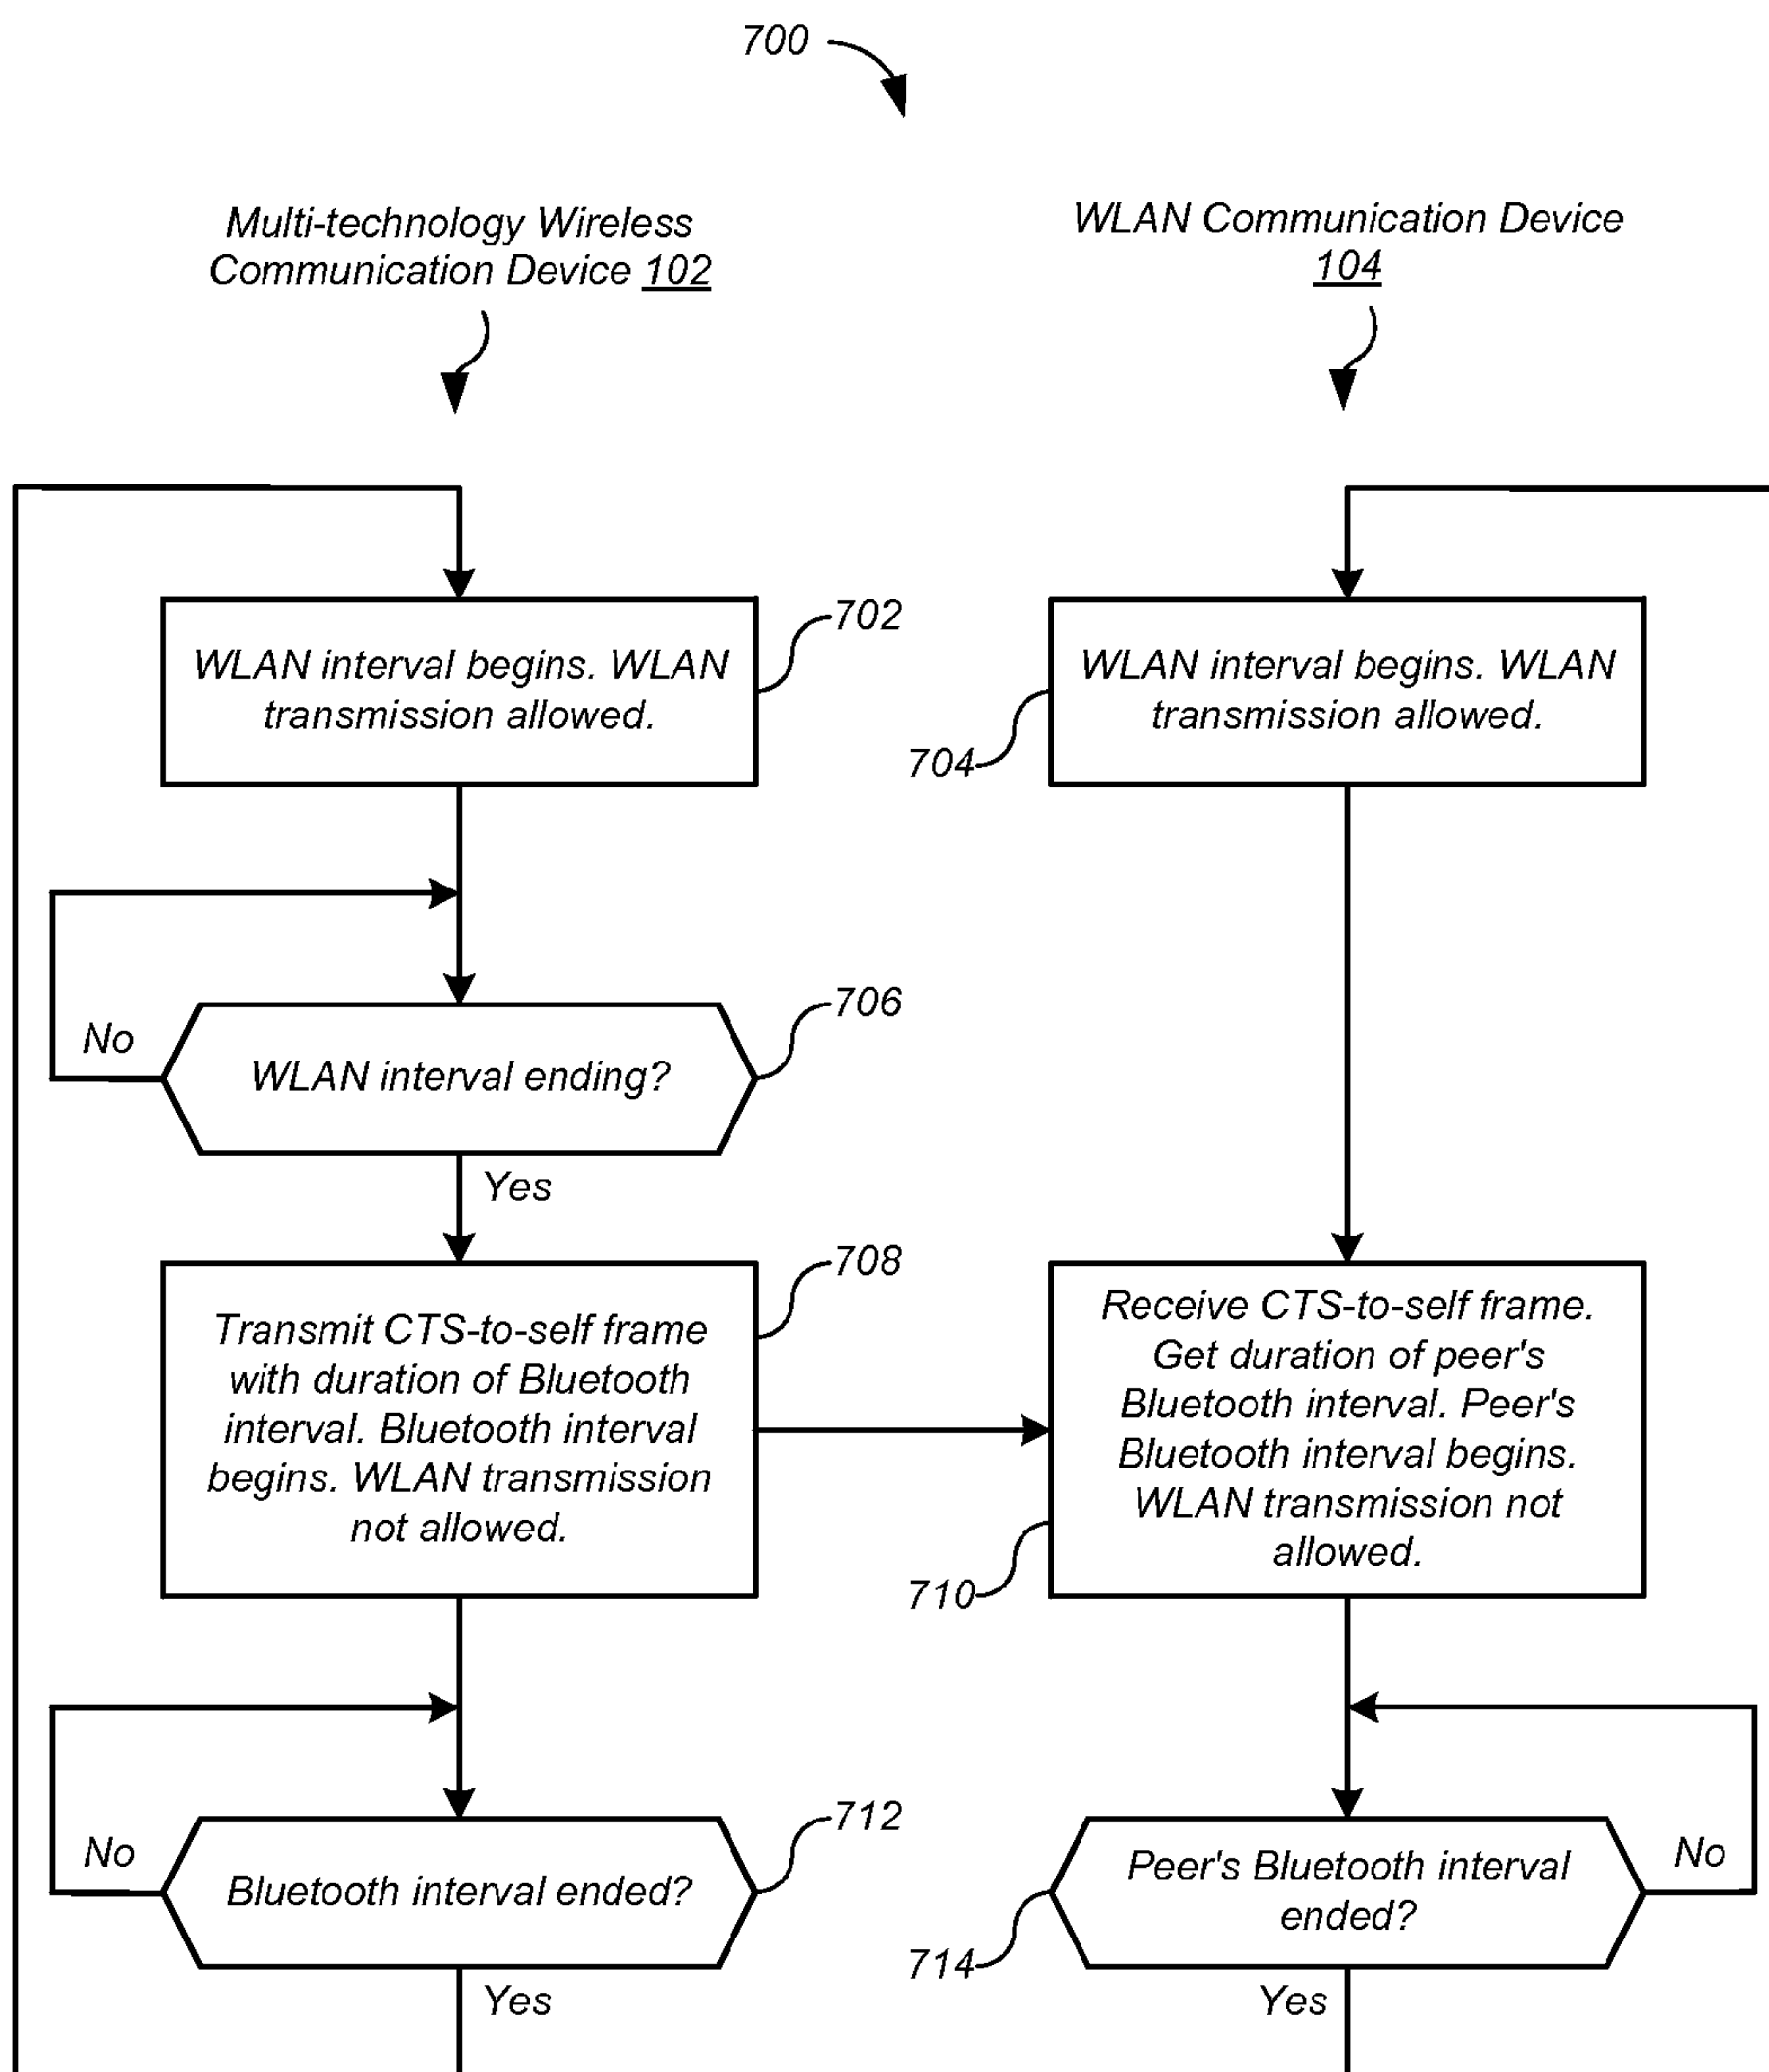 700
Multi-technology Wireless
Communication Device 102
WLAN Communication Device
104
WLAN interval begins. WLAN
transmission allowed.
702
WLAN interval begins. WLAN
transmission allowed.
704
WLAN interval ending?
706
No
Yes
Transmit CTS-to-self frame
with duration of Bluetooth
interval. Bluetooth interval
begins. WLAN transmission
not allowed.
708
Receive CTS-to-self frame.
Get duration of peer's
Bluetooth interval. Peer's
Bluetooth interval begins.
WLAN transmission not
allowed.
710
Bluetooth interval ended?
712
No
Yes
Peer's Bluetooth interval
ended?
714
No
Yes